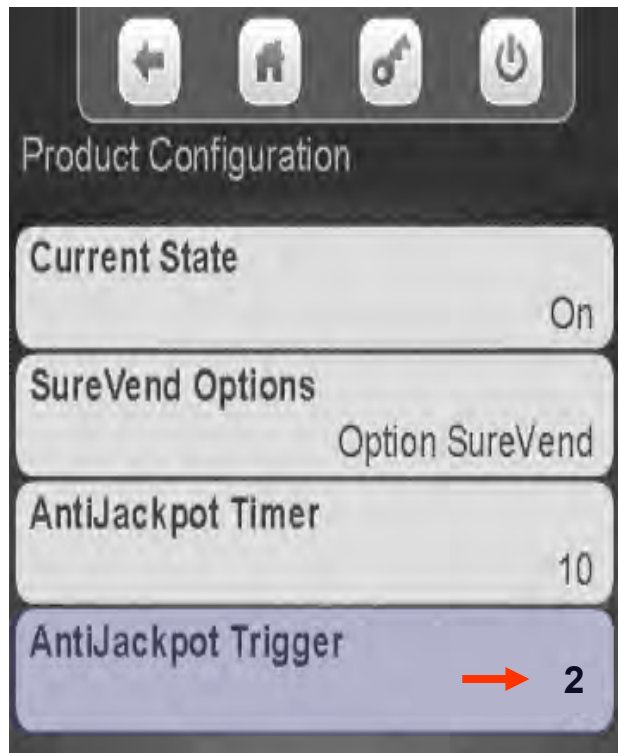 Product Configuration
Current State
On
SureVend Options
Option SureVend
AntiJackpot Timer
10
AntiJackpot Trigger
2